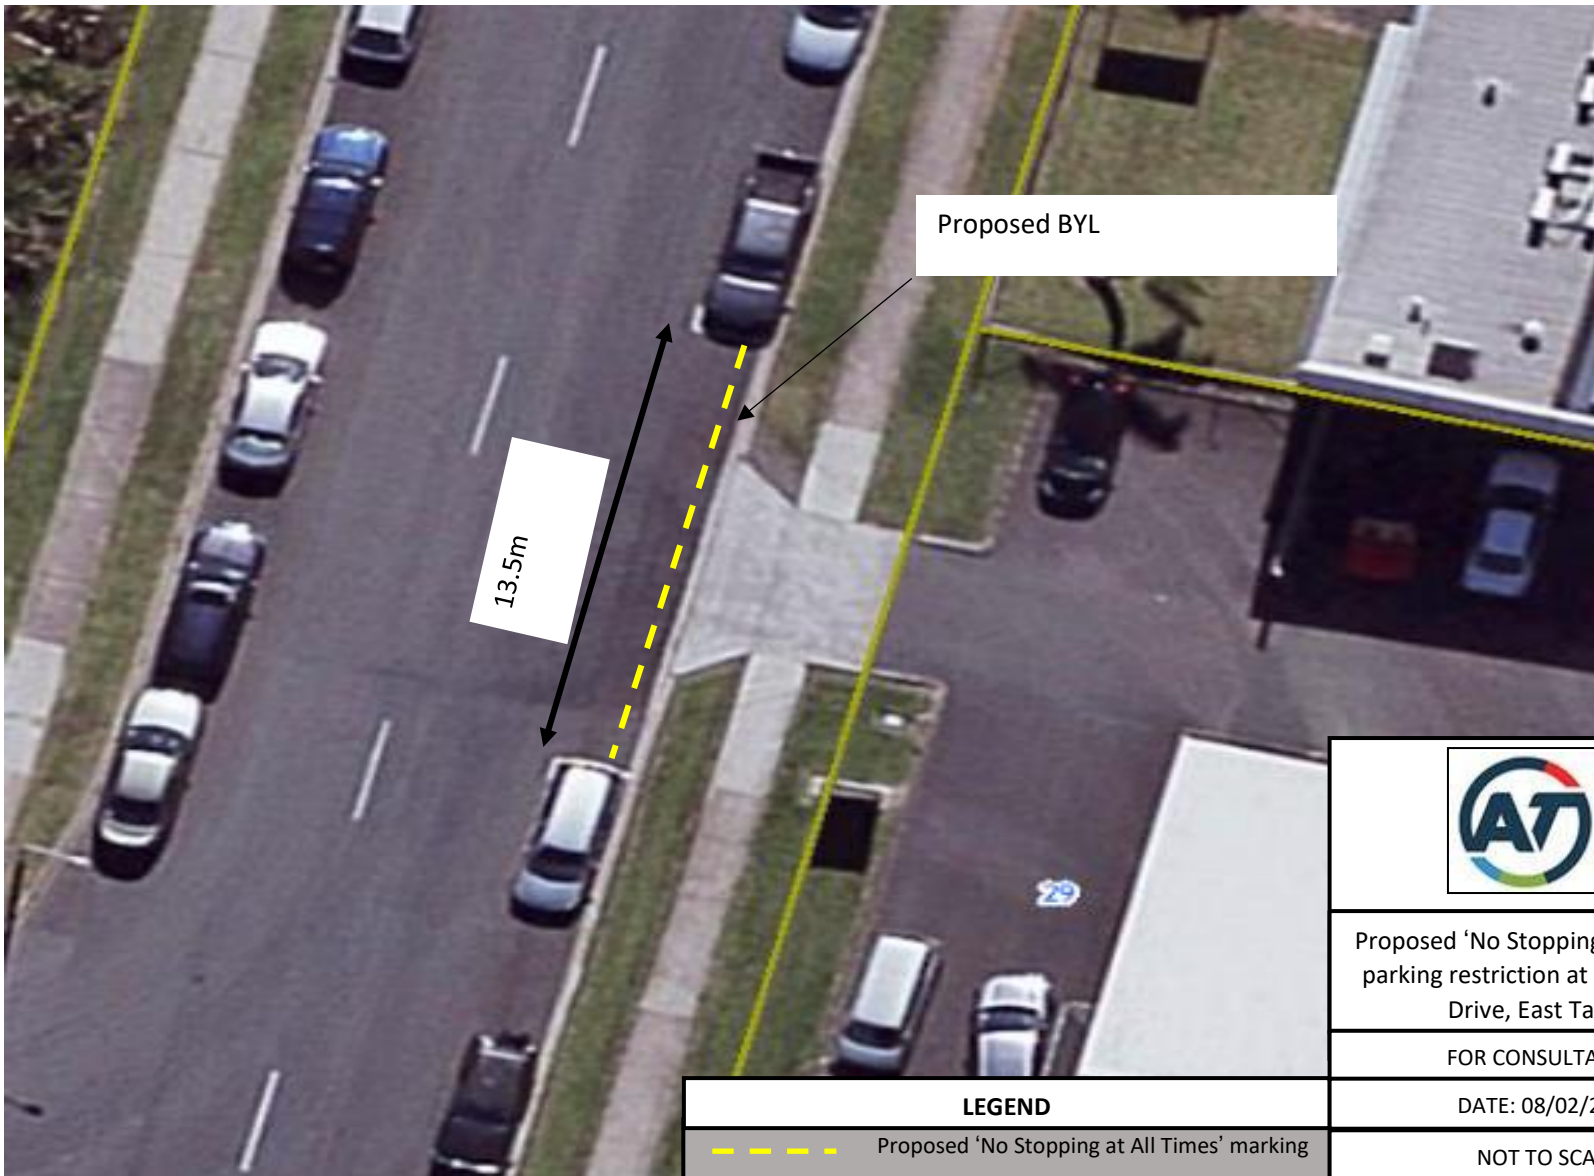 Proposed BYL
13.5m
29
AT
Proposed ‘No Stopping
parking restriction at
Drive, East Ta
FOR CONSULTA
DATE: 08/02/2
NOT TO SCA
LEGEND
Proposed ‘No Stopping at All Times’ marking